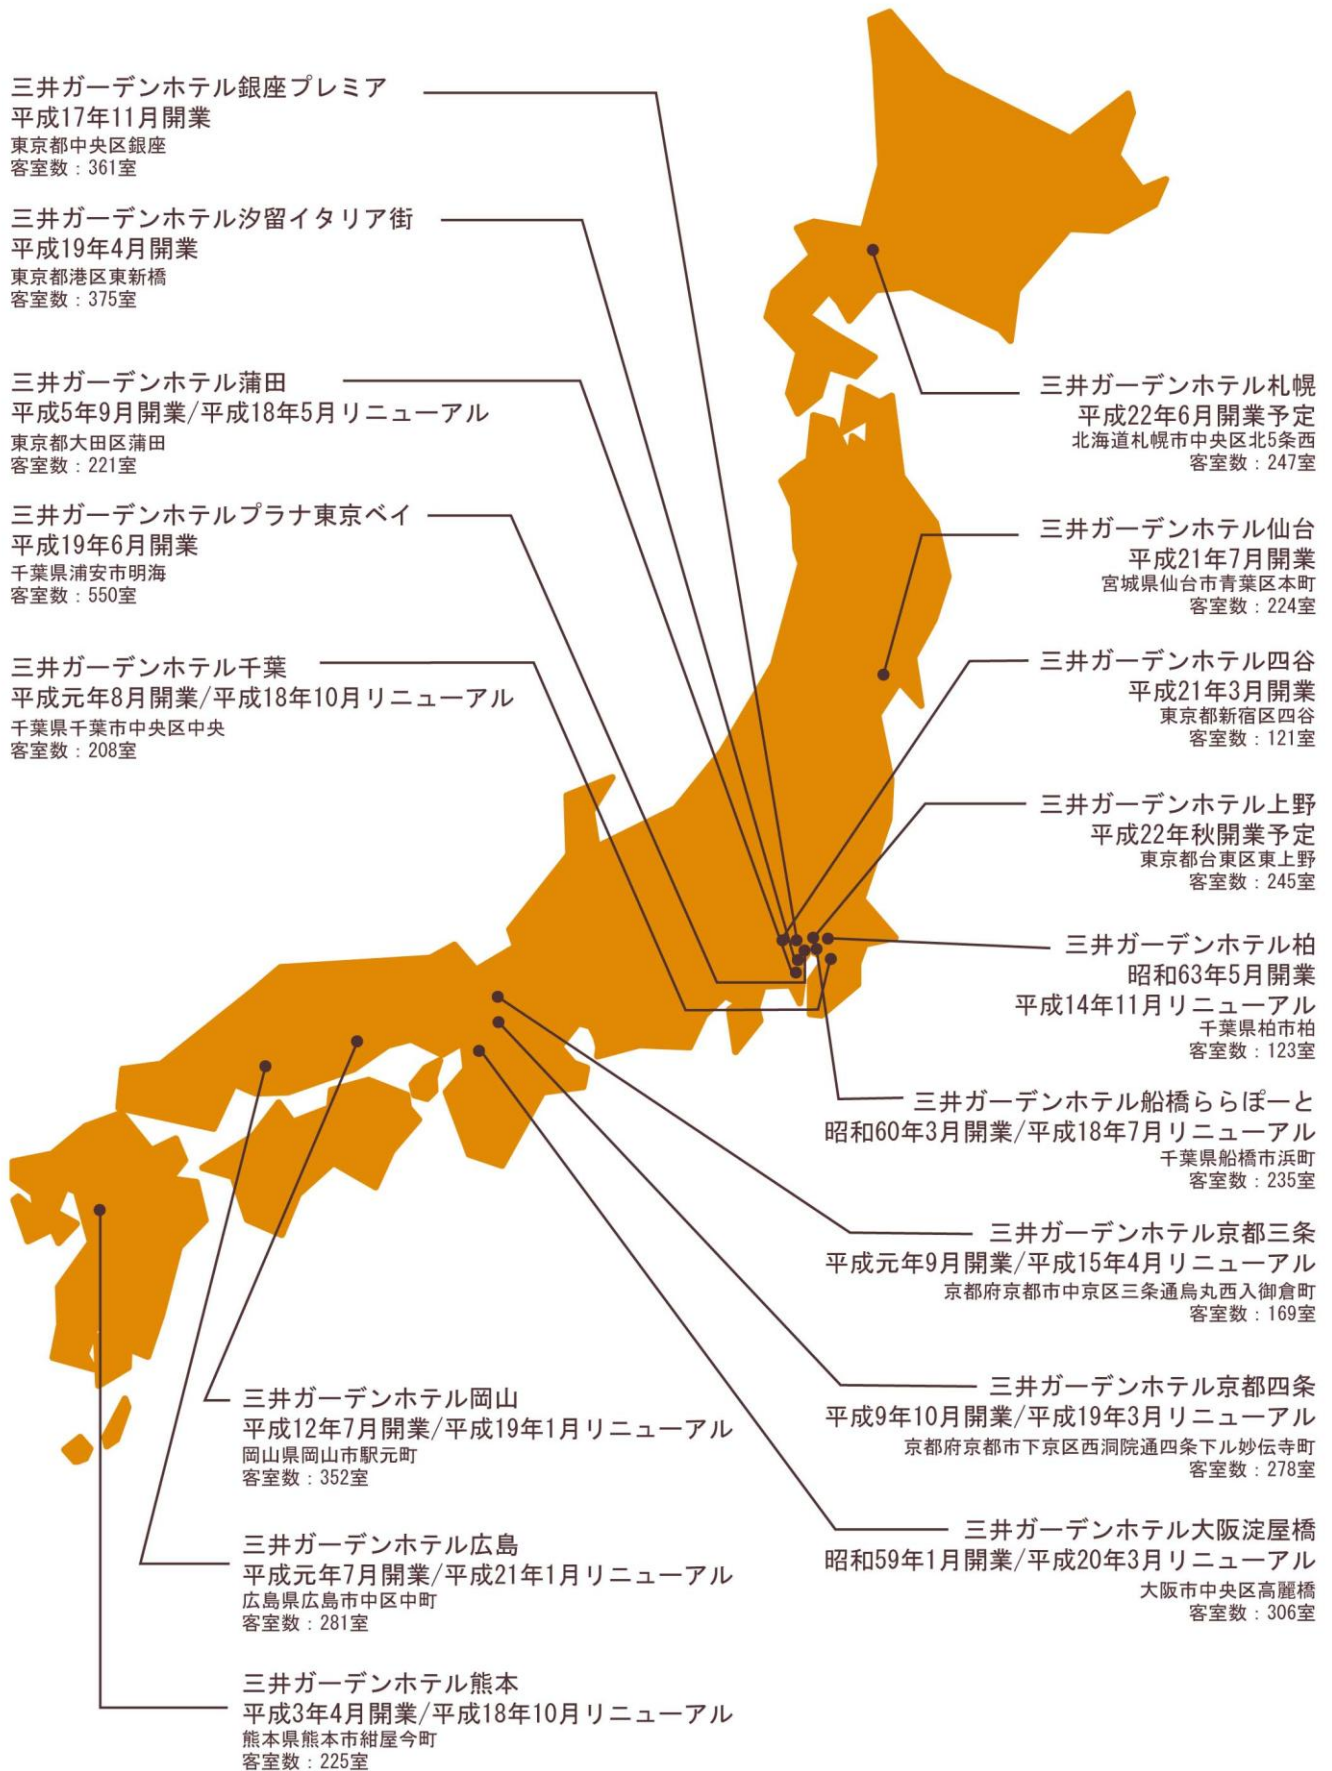 三井ガーデンホテル銀座プレミア
平成17年11月開業
東京都中央区銀座
客室数：361室
三井ガーデンホテル汐留イタリア街
平成19年4月開業
東京都港区東新橋
客室数：375室
三井ガーデンホテル蒲田
平成5年9月開業/平成18年5月リニューアル
東京都大田区蒲田
客室数：221室
三井ガーデンホテルプラナ東京ベイ
平成19年6月開業
千葉県浦安市明海
客室数：550室
三井ガーデンホテル千葉
平成元年8月開業/平成18年10月リニューアル
千葉県千葉市中央区中央
客室数：208室
三井ガーデンホテル札幌
平成22年6月開業予定
北海道札幌市中央区北5条西
客室数：247室
三井ガーデンホテル仙台
平成21年7月開業
宮城県仙台市青葉区本町
客室数：224室
三井ガーデンホテル四谷
平成21年3月開業
東京都新宿区四谷
客室数：121室
三井ガーデンホテル上野
平成22年秋開業予定
東京都台東区東上野
客室数：245室
三井ガーデンホテル柏
昭和63年5月開業
平成14年11月リニューアル
千葉県柏市柏
客室数：123室
三井ガーデンホテル船橋ららぽーと
昭和60年3月開業/平成18年7月リニューアル
千葉県船橋市浜町
客室数：235室
三井ガーデンホテル京都三条
平成元年9月開業/平成15年4月リニューアル
京都府京都市中京区三条通烏丸西入御倉町
客室数：169室
三井ガーデンホテル京都四条
平成9年10月開業/平成19年3月リニューアル
京都府京都市下京区西洞院通四条下ル妙伝寺町
客室数：278室
三井ガーデンホテル大阪淀屋橋
昭和59年1月開業/平成20年3月リニューアル
大阪市中央区高麗橋
客室数：306室
三井ガーデンホテル岡山
平成12年7月開業/平成19年1月リニューアル
岡山県岡山市駅元町
客室数：352室
三井ガーデンホテル広島
平成元年7月開業/平成21年1月リニューアル
広島県広島市中区中町
客室数：281室
三井ガーデンホテル熊本
平成3年4月開業/平成18年10月リニューアル
熊本県熊本市紺屋今町
客室数：225室